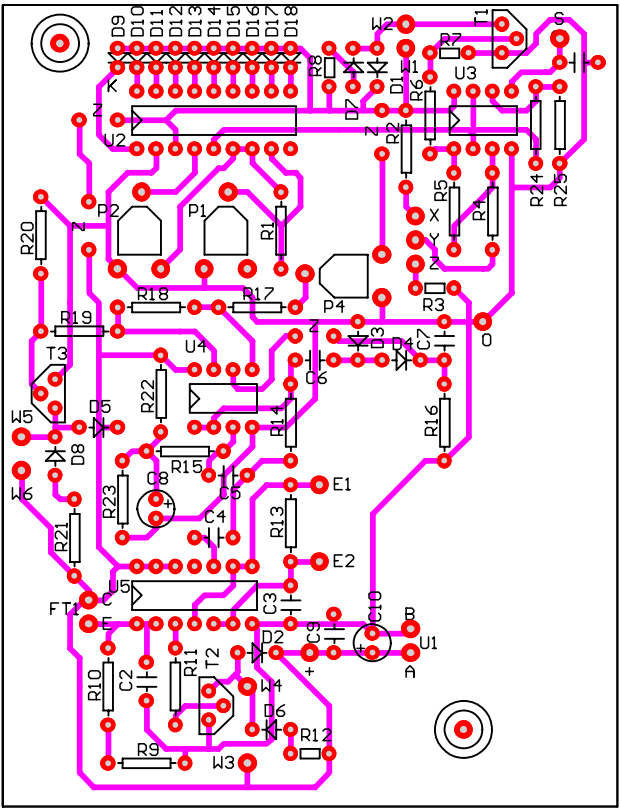 D9 D10 D11 D12 D13 D14 D15 D16 D17 D18
W2
T1
S
R8
W1
R7
K
D7
D1
R6
U3
Z
U2
Z
R2
R24
R25
R5
R4
P2
P1
X
R20
Z
R1
Y
Z
P4
R3
R18
R17
R19
Z
O
T3
U4
D3
D4
C7
C6
R22
W5
D5
R14
R16
D8
R15
W6
C8
C5
E1
R23
+
C4
R21
R13
E2
U5
FT1
C
C3
C10
B
E
D2
C9
U1
R11
T2
+
+
A
R10
C2
W4
D6
R12
R9
W3